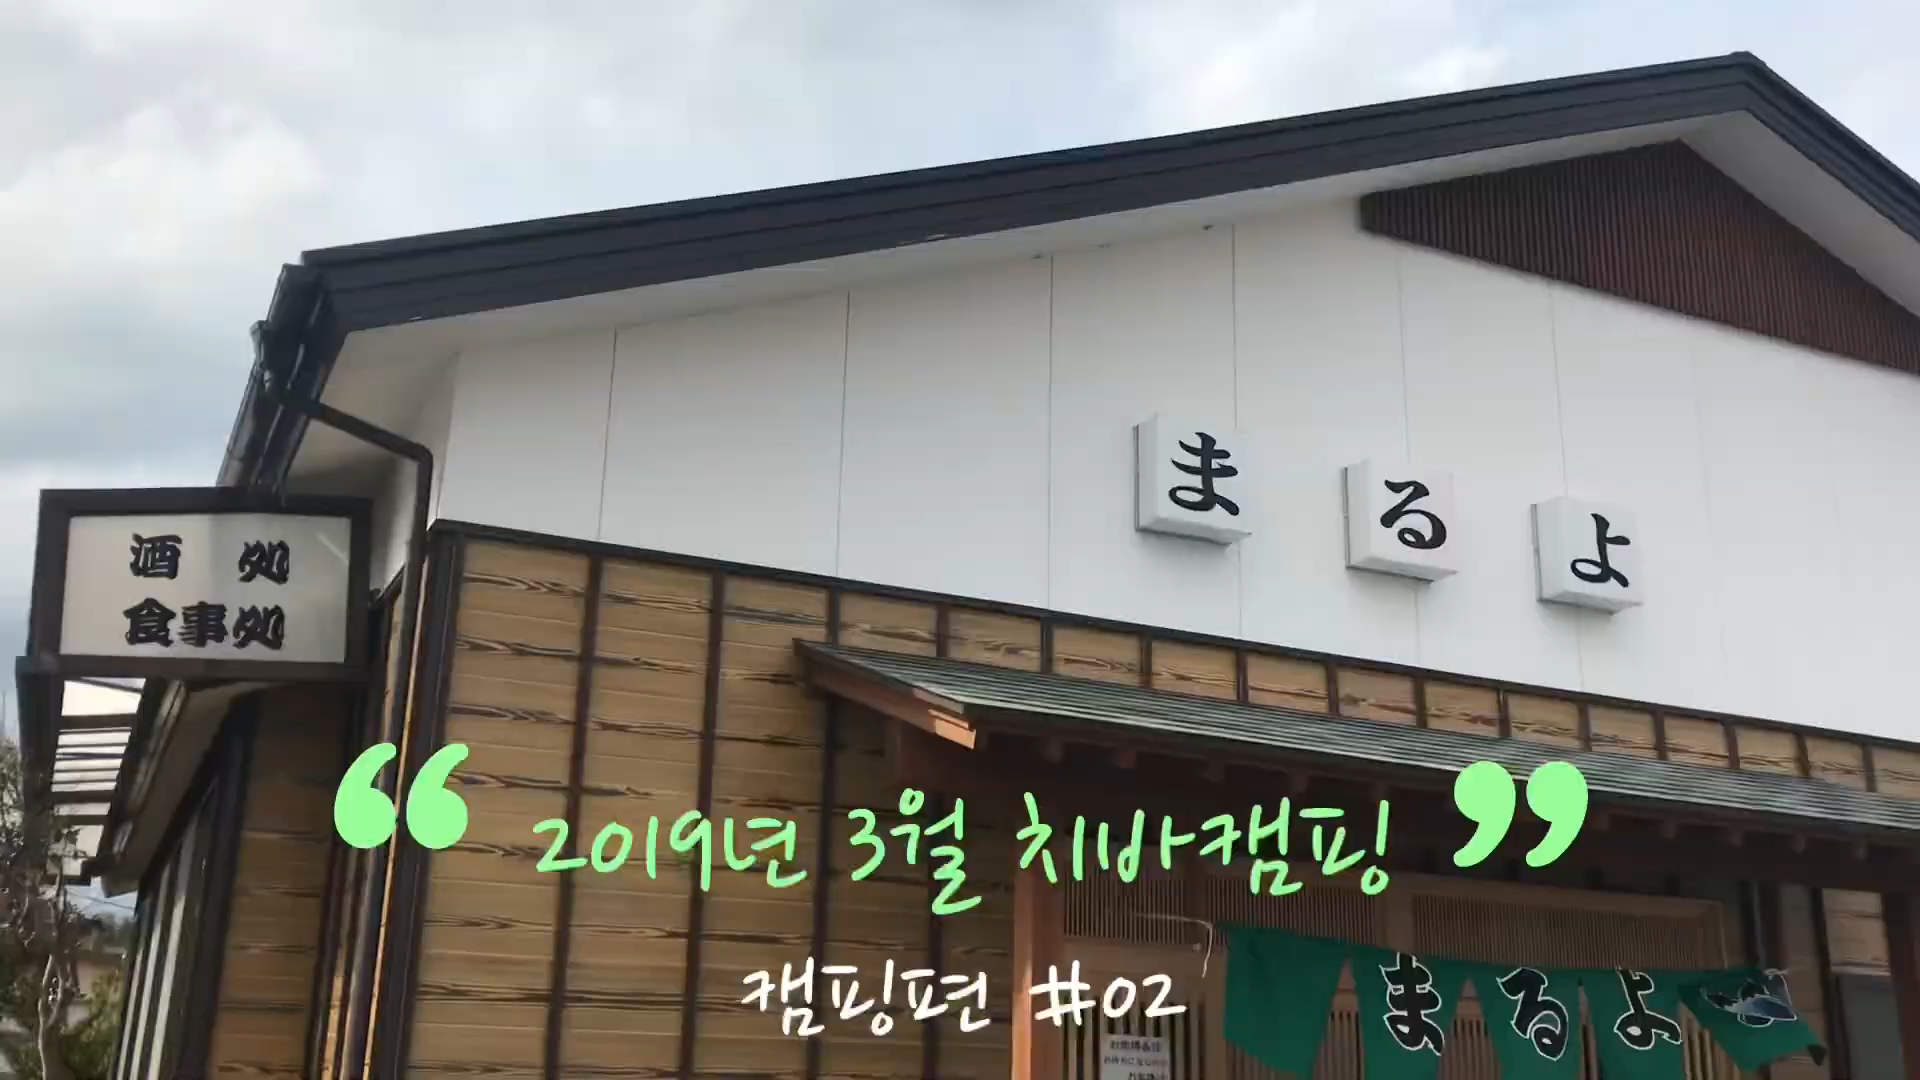 まるよ
酒処
食事処
“2019년 3월 치바캠핑”
캠핑편 #02
まるよ